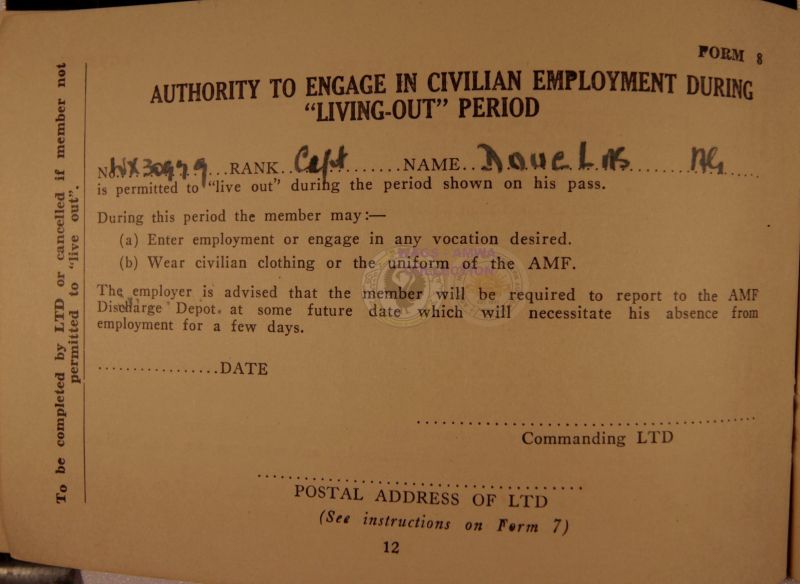 FORM 8
AUTHORITY TO ENGAGE IN CIVILIAN EMPLOYMENT DURING
"LIVING-OUT" PERIOD
No. WX30979...RANK..Capt........NAME.. AG......
is permitted to "live out" during the period shown on his pass.
During this period the member may:—
(a) Enter employment or engage in any vocation desired.
(b) Wear civilian clothing or the uniform of the AMF.
The employer is advised that the member will be required to report to the AMF
Discharge Depot. at some future date which will necessitate his absence from
employment for a few days.
.................DATE
Commanding LTD
POSTAL ADDRESS OF LTD
(See instructions on Form 7)
12
To be completed by LTD or cancelled if member not
permitted to "live out".